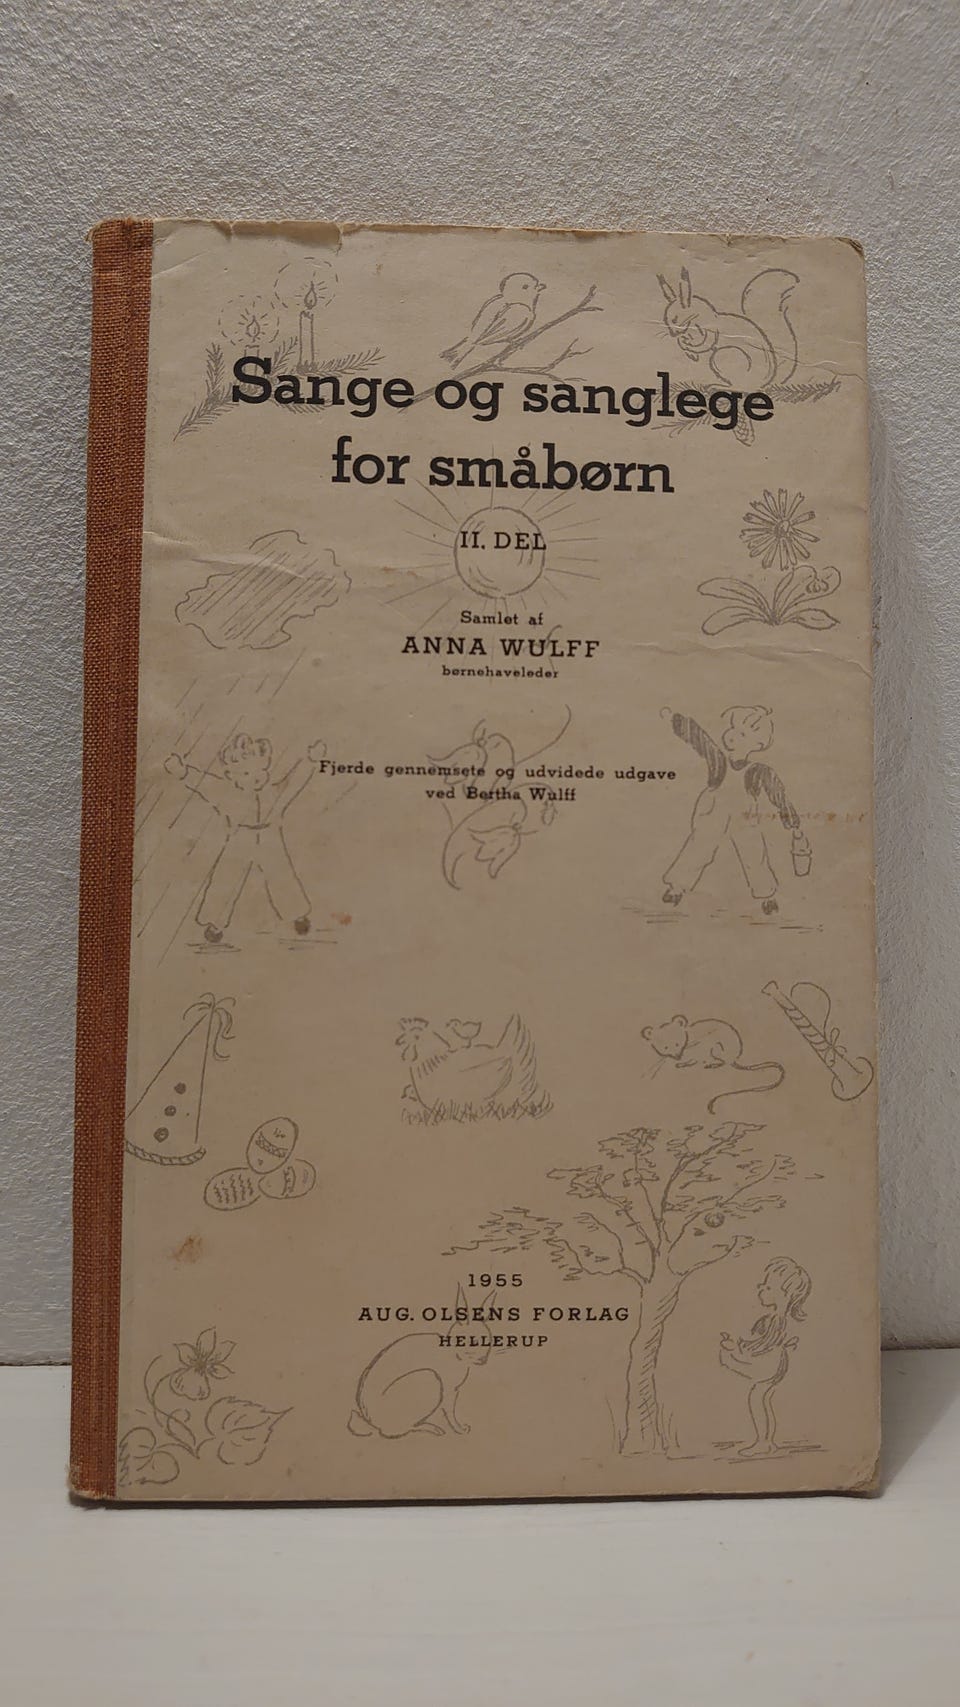 Sange og sanglege
for småbørn
II. DEL
Samlet af
ANNA WULFF
børnehaveleder
Fjerde gennemsete og udvidede udgave
ved Bertha Wulff
1955
AUG. OLSENS FORLAG
HELLERUP